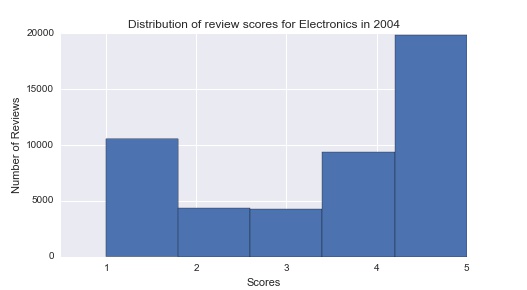 Distribution of review scores for Electronics in 2004
Number of Reviews
20000
15000
10000
5000
0
1 2 3 4 5
Scores